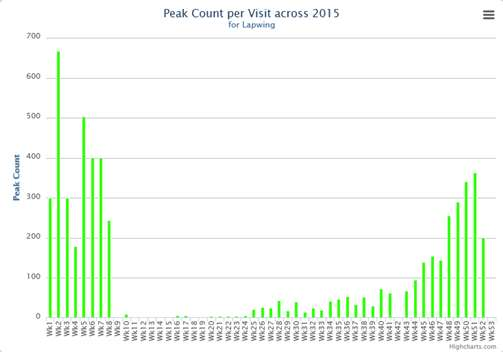 Peak Count per Visit across 2015
for Lapwing
700
600
500
400
300
200
100
0
Peak Count
Wk1
Wk2
Wk3
Wk4
Wk5
Wk6
Wk7
Wk8
Wk9
Wk10
Wk11
Wk12
Wk13
Wk14
Wk15
Wk16
Wk17
Wk18
Wk19
Wk20
Wk21
Wk22
Wk23
Wk24
Wk25
Wk26
Wk27
Wk28
Wk29
Wk30
Wk31
Wk32
Wk33
Wk34
Wk35
Wk36
Wk37
Wk38
Wk39
Wk40
Wk41
Wk42
Wk43
Wk44
Wk45
Wk46
Wk47
Wk48
Wk49
Wk50
Wk51
Wk52
Wk53
Highcharts.com